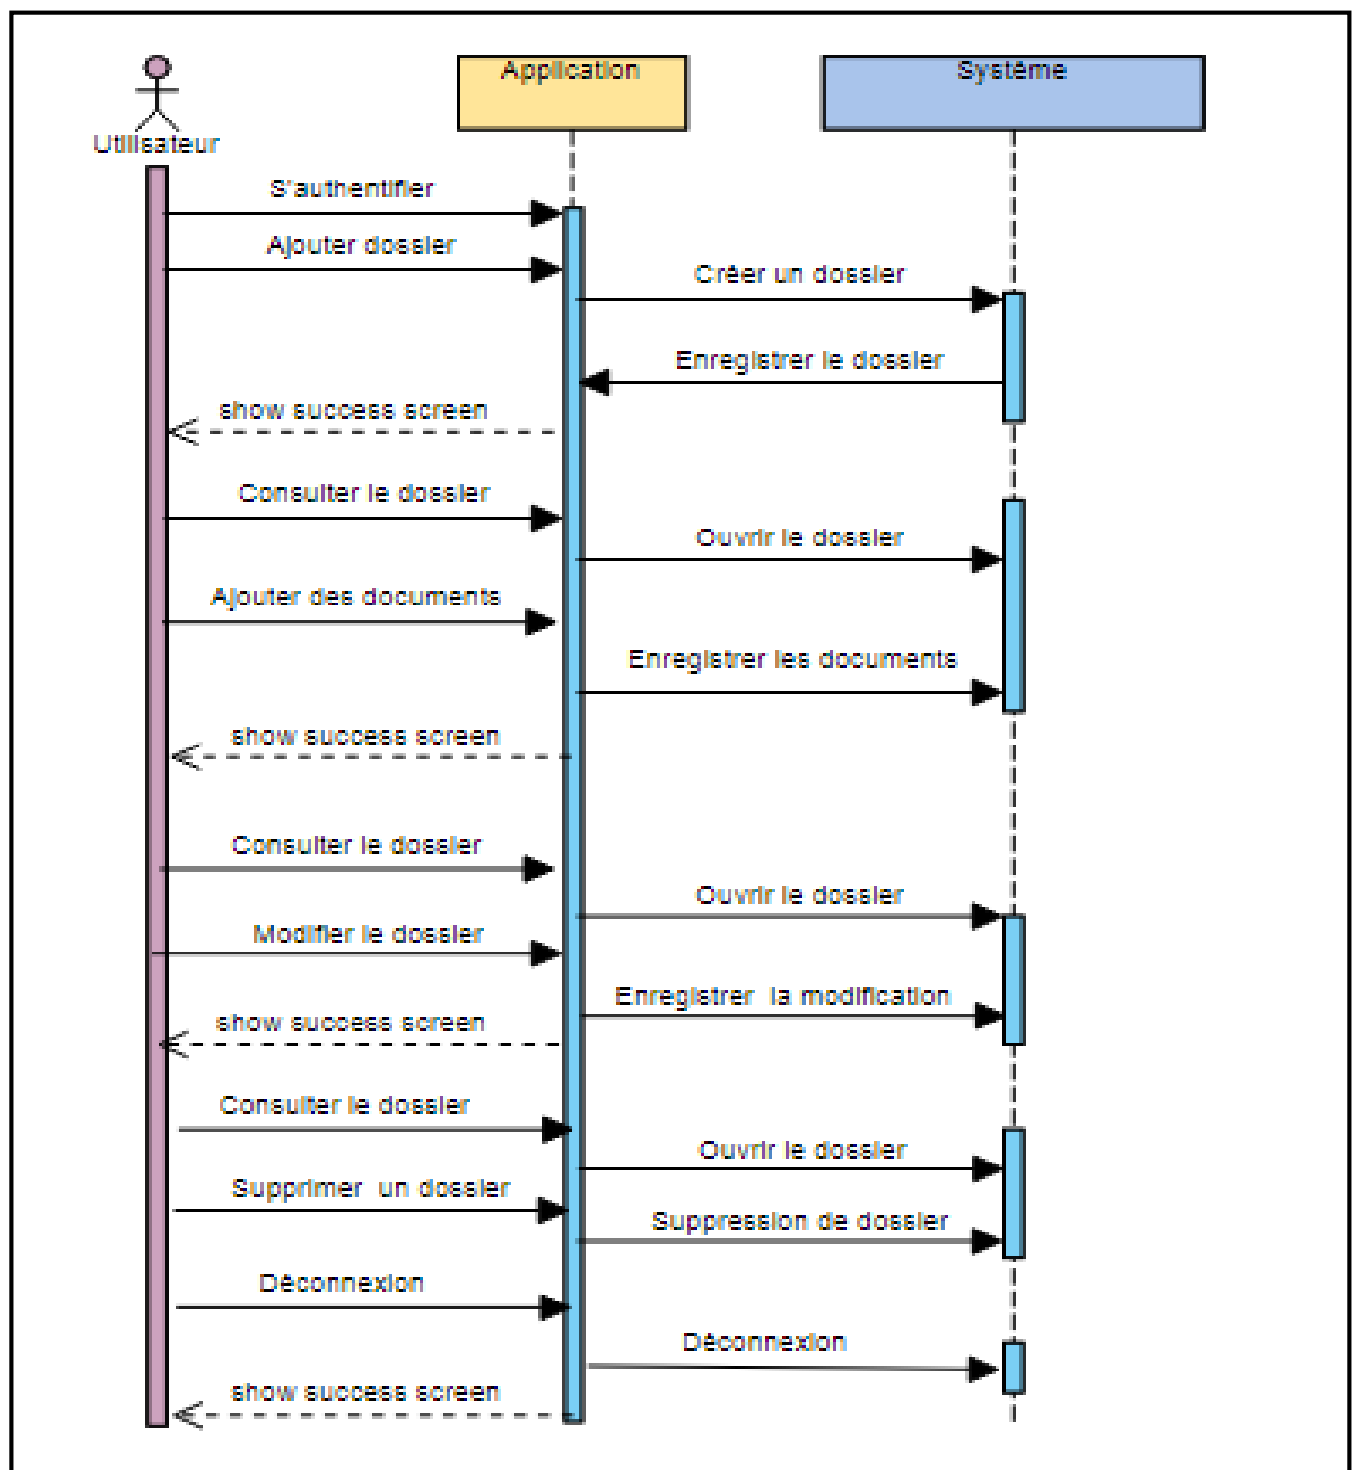 Application
Système
Utilisateur
S'authentifier
Ajouter dossier
Créer un dossier
Enregistrer le dossier
show success screen
Consulter le dossier
Ouvrir le dossier
Ajouter des documents
Enregistrer les documents
show success screen
Consulter le dossier
Ouvrir le dossier
Modifier le dossier
Enregistrer la modification
show success screen
Consulter le dossier
Ouvrir le dossier
Supprimer un dossier
Suppression de dossier
Déconnexion
Déconnexion
show success screen